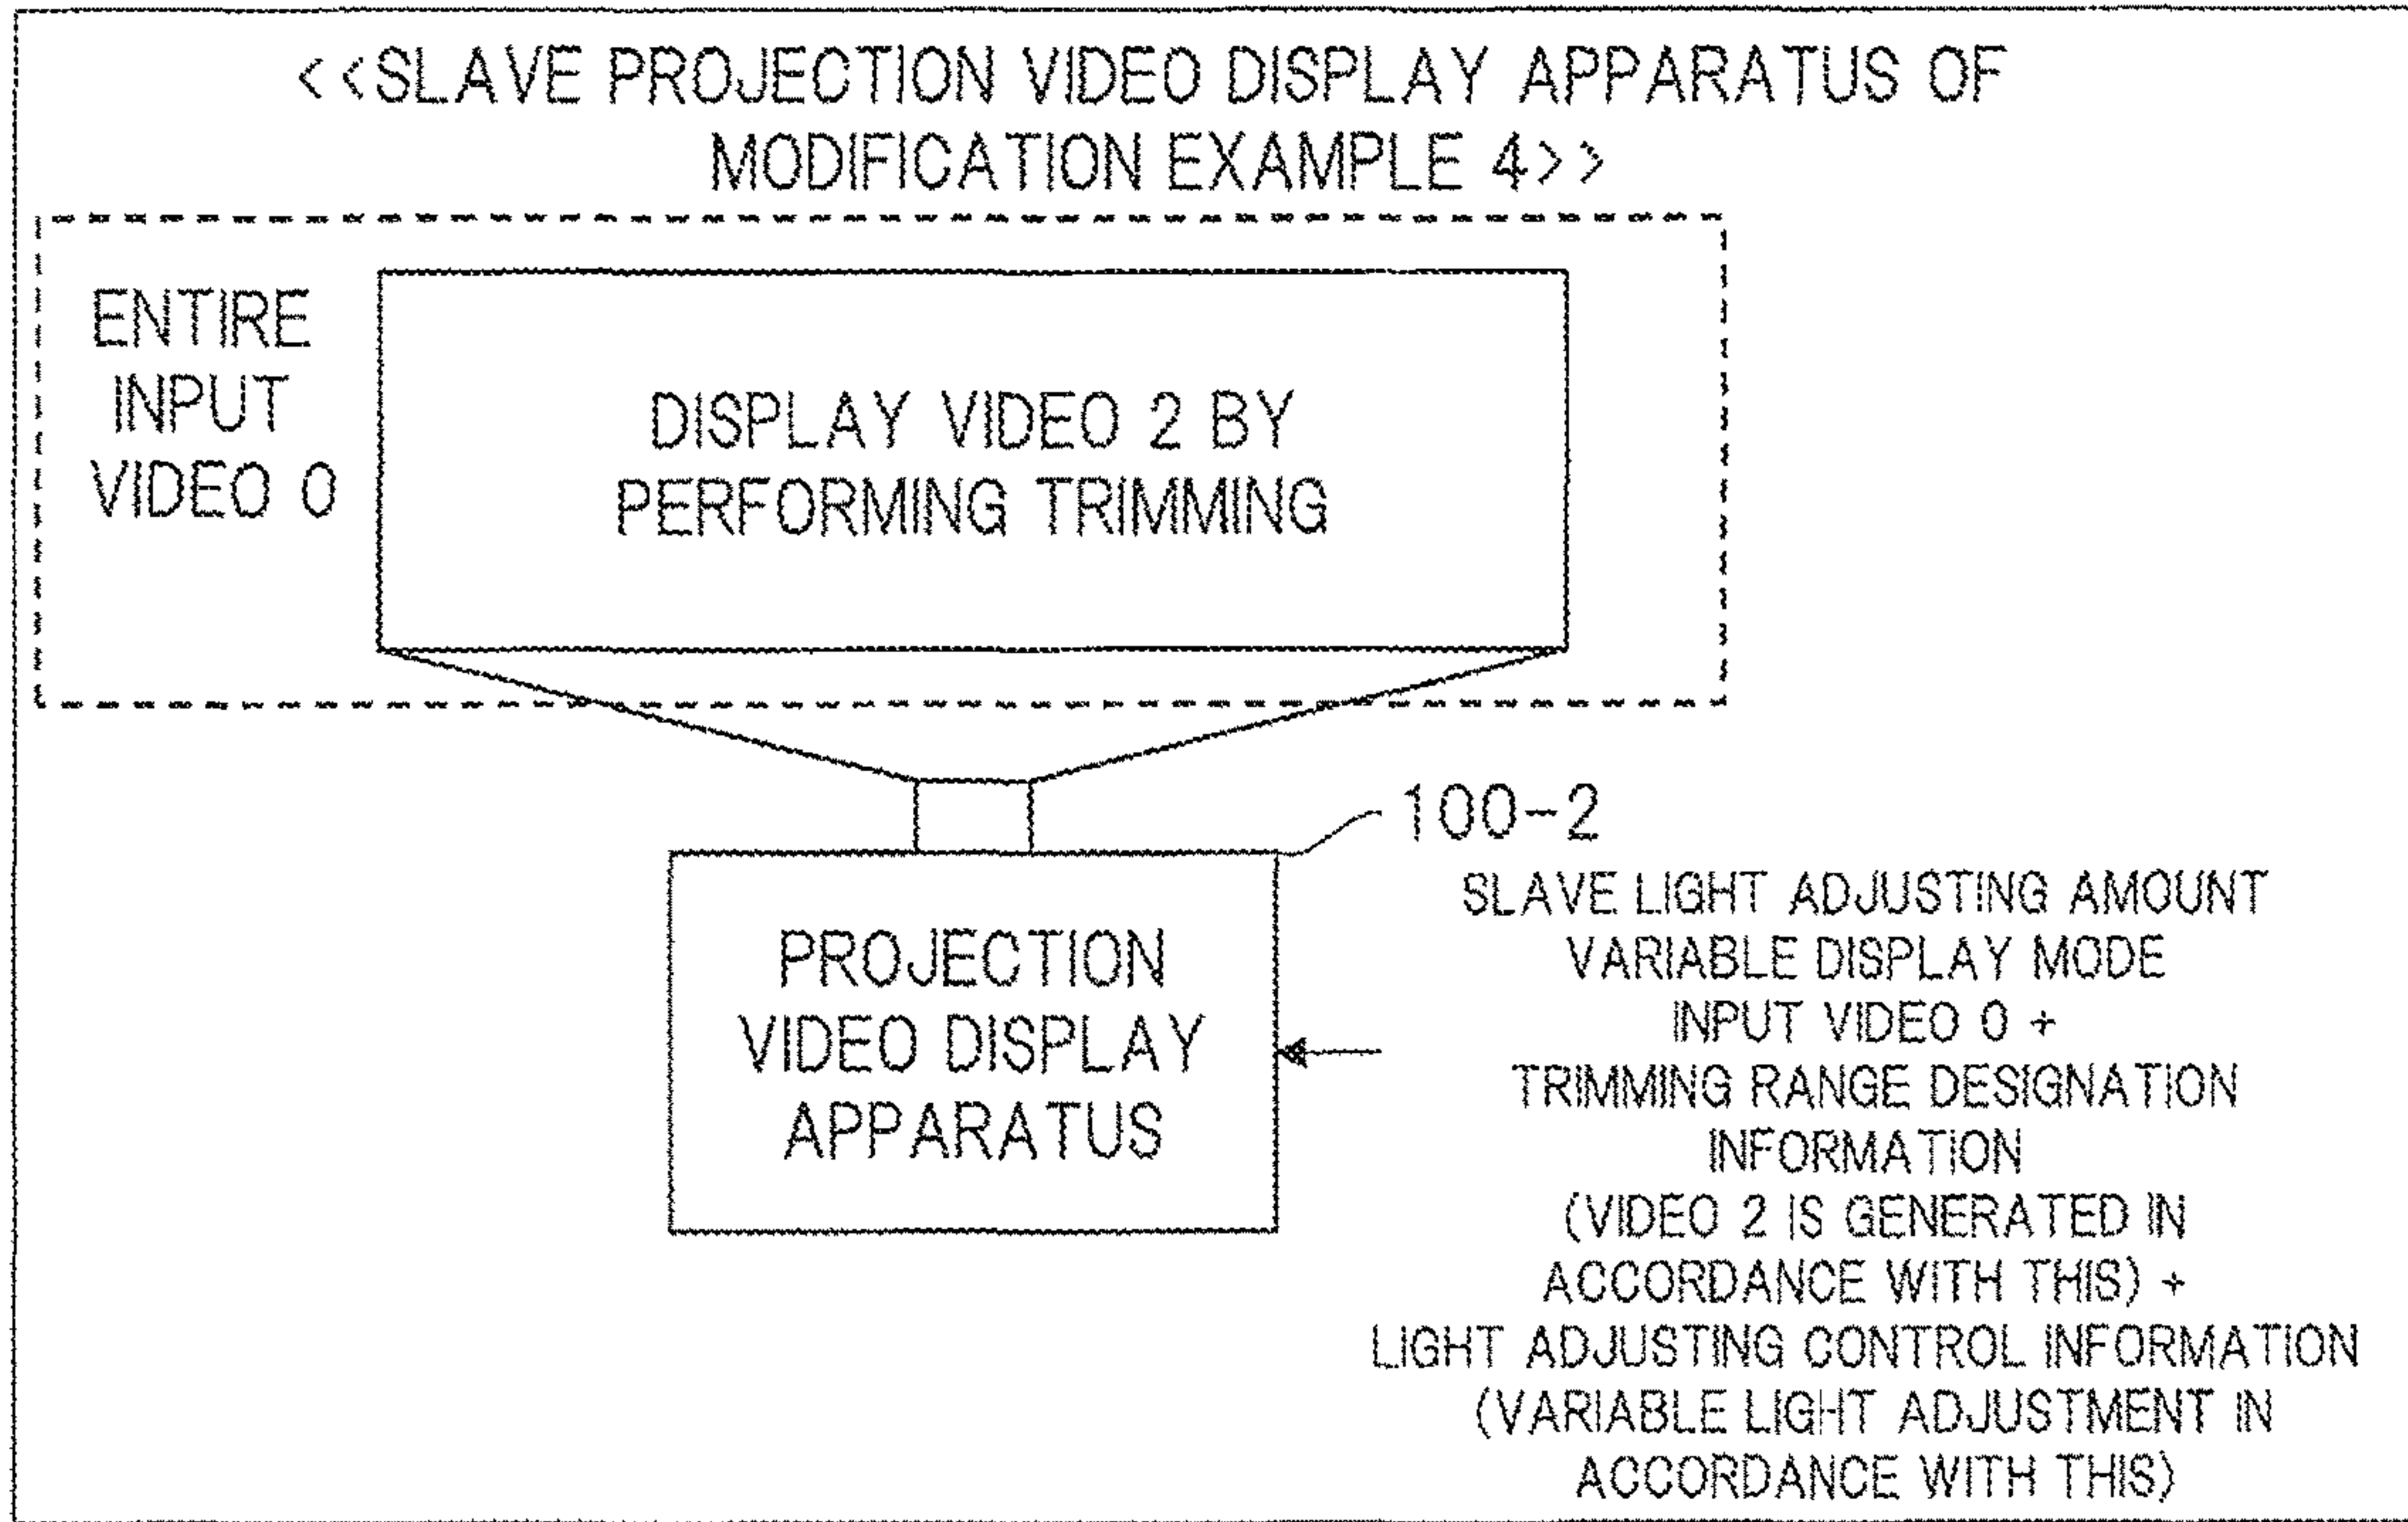 <<SLAVE PROJECTION VIDEO DISPLAY APPARATUS OF
MODIFICATION EXAMPLE 4>>
ENTIRE
INPUT
VIDEO 0
DISPLAY VIDEO 2 BY
PERFORMING TRIMMING
100-2
PROJECTION
VIDEO DISPLAY
APPARATUS
SLAVE LIGHT ADJUSTING AMOUNT
VARIABLE DISPLAY MODE
INPUT VIDEO 0 +
TRIMMING RANGE DESIGNATION
INFORMATION
(VIDEO 2 IS GENERATED IN
ACCORDANCE WITH THIS) +
LIGHT ADJUSTING CONTROL INFORMATION
(VARIABLE LIGHT ADJUSTMENT IN
ACCORDANCE WITH THIS)